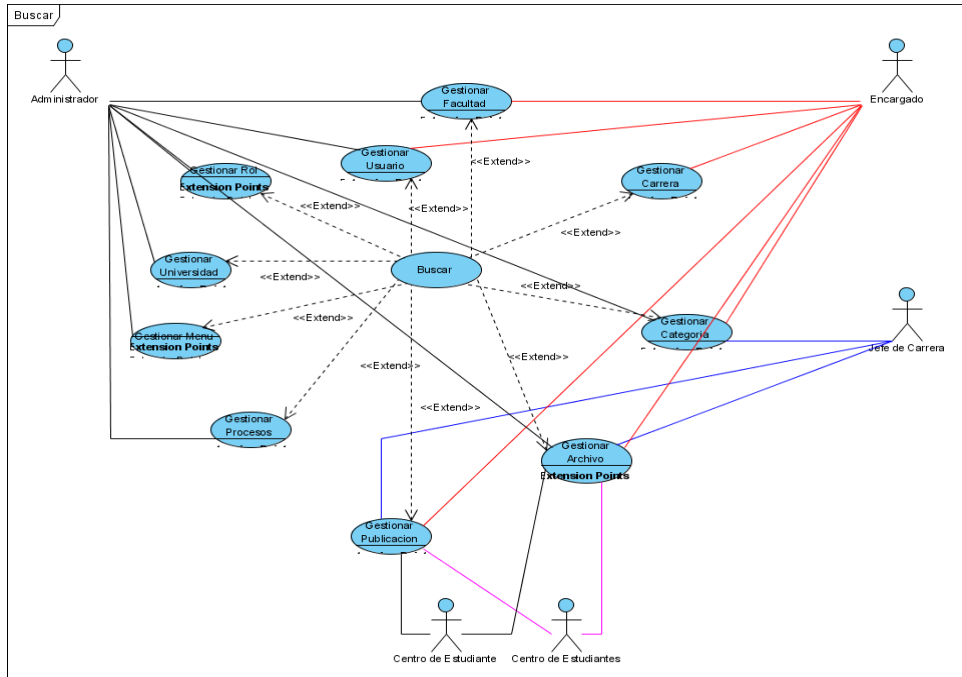 Buscar
Administrador
Encargado
Gestionar
Facultad
<<Extend>>
Gestionar
Usuario
Gestionar Rol
Extension Points
Gestionar
Carrera
<<Extend>>
<<Extend>>
<<Extend>>
Gestionar
Universidad
<<Extend>>
Buscar
<<Extend>>
Gestionar Menu
Extension Points
<<Extend>>
Gestionar
Categoria
Jefe de Carrera
<<Extend>>
<<Extend>>
<<Extend>>
Gestionar
Procesos
Gestionar
Archivo
Extension Points
Gestionar
Publicacion
Centro de Estudiante
Centro de Estudiantes